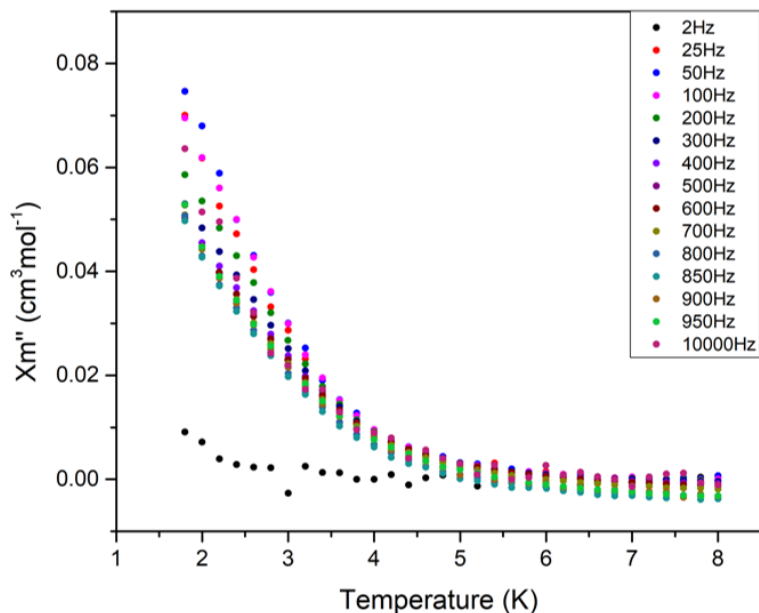 2Hz
25Hz
50Hz
100Hz
200Hz
300Hz
400Hz
500Hz
600Hz
700Hz
800Hz
850Hz
900Hz
950Hz
10000Hz
Xm" (cm³mol⁻¹)
0.08
0.06
0.04
0.02
0.00
1 2 3 4 5 6 7 8
Temperature (K)